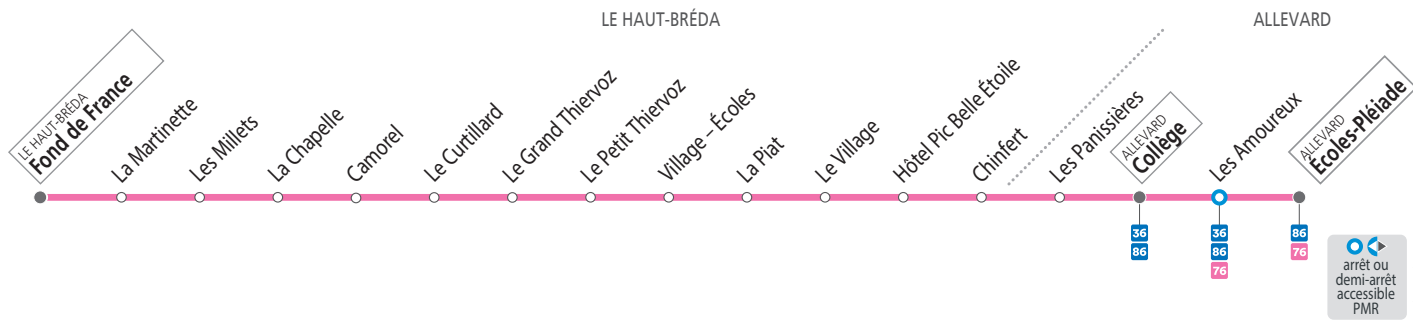 LE HAUT-BRÉDA
ALLEVARD
LE HAUT-BRÉDA
Fond de France
La Martinette
Les Millets
La Chapelle
Camorel
Le Curtillard
Le Grand Thiervoz
Le Petit Thiervoz
Village – Écoles
La Piat
Le Village
Hôtel Pic Belle Étoile
Chinfert
Les Panissières
ALLEVARD
Collège
Les Amoureux
ALLEVARD
Écoles-Pléiade
36
86
36
86
76
86
76
arrêt ou
demi-arrêt
accessible
PMR